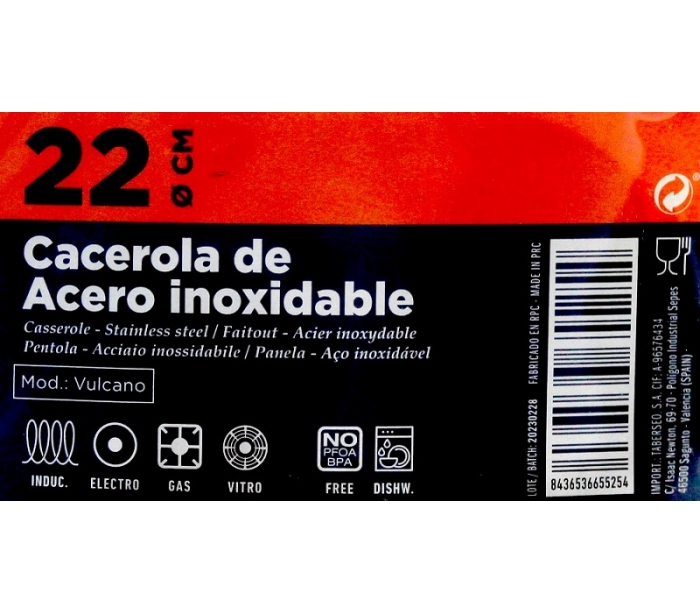 22
Ø CM
Cacerola de
Acero inoxidable
Casserole - Stainless steel / Faitout - Acier inoxydable
Pentola - Acciaio inossidabile / Panela - Aço inoxidável
Mod.: Vulcano
INDUC.
ELECTRO
GAS
VITRO
NO
PFOA
BPA
FREE
DISHW.
LOTE / BATCH: 20230228
FABRICADO EN RPC - MADE IN PRC
8436536655254
IMPORT.: TABERSEO, S.A. CIF: A-96576434
C/ Isaac Newton, 69-70 - Polígono Industrial Sepes
46500 Sagunto - Valencia (SPAIN) -
®